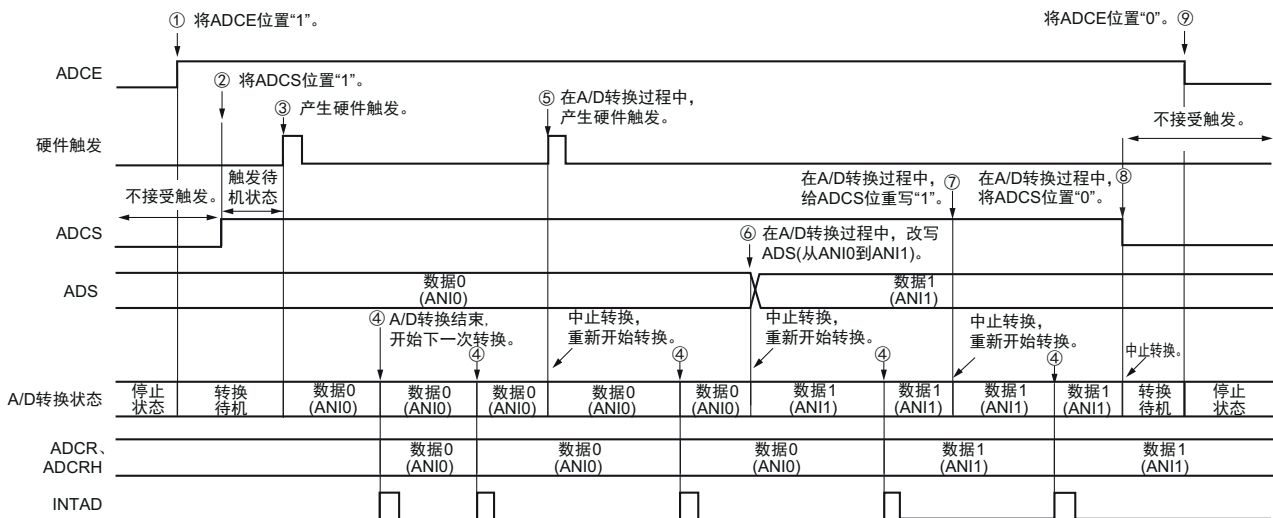 ① 将ADCE位置“1”。
将ADCE位置“0”。⑨
ADCE
② 将ADCS位置“1”。
③ 产生硬件触发。
⑤ 在A/D转换过程中，
产生硬件触发。
不接受触发。
硬件触发
不接受触发。
触发待
机状态
在A/D转换过程中，
给ADCS位重写“1”。
⑦
在A/D转换过程中，
将ADCS位置“0”。
⑧
ADCS
⑥ 在A/D转换过程中，改写
ADS(从ANI0到ANI1)。
ADS
数据0
(ANI0)
数据1
(ANI1)
④ A/D转换结束,
开始下一次转换。
④
中止转换，
重新开始转换。
④
中止转换，
重新开始转换。
④
中止转换，
重新开始转换。
④
中止转换。
A/D转换状态
停止
状态
转换
待机
数据0
(ANI0)
数据0
(ANI0)
数据0
(ANI0)
数据0
(ANI0)
数据0
(ANI0)
数据1
(ANI1)
数据1
(ANI1)
数据1
(ANI1)
数据1
(ANI1)
转换
待机
停止
状态
ADCR、
ADCRH
数据0
(ANI0)
数据0
(ANI0)
数据0
(ANI0)
数据1
(ANI1)
数据1
(ANI1)
INTAD